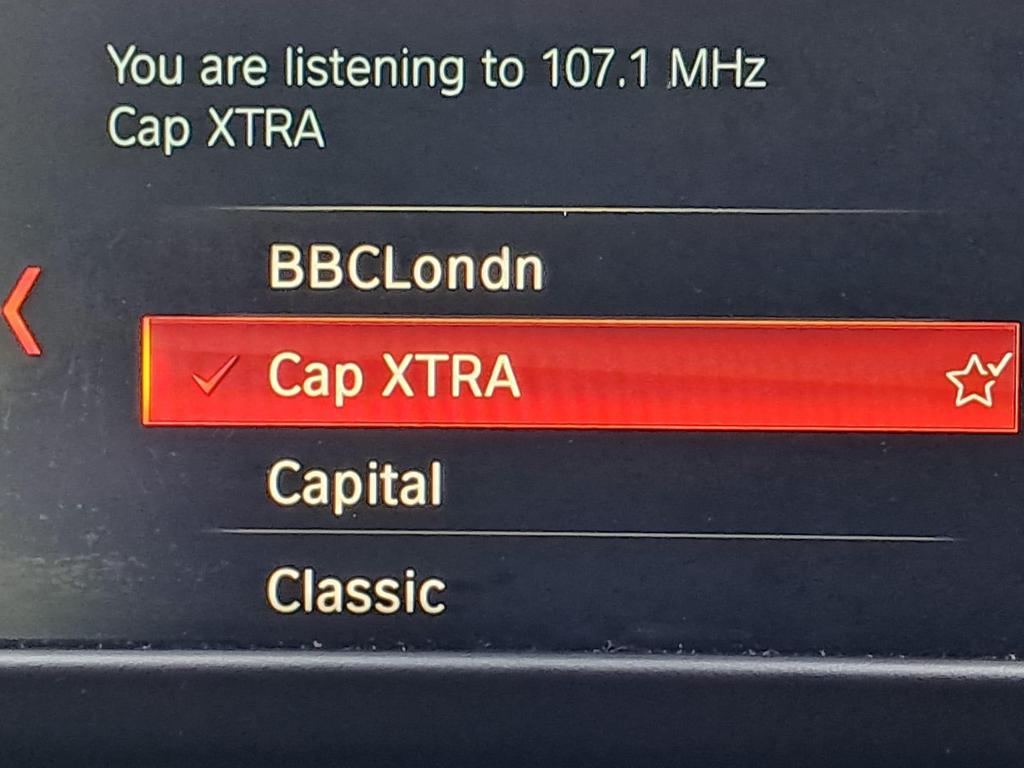 You are listening to 107.1 MHz
Cap XTRA
BBCLondn
Cap XTRA
Capital
Classic